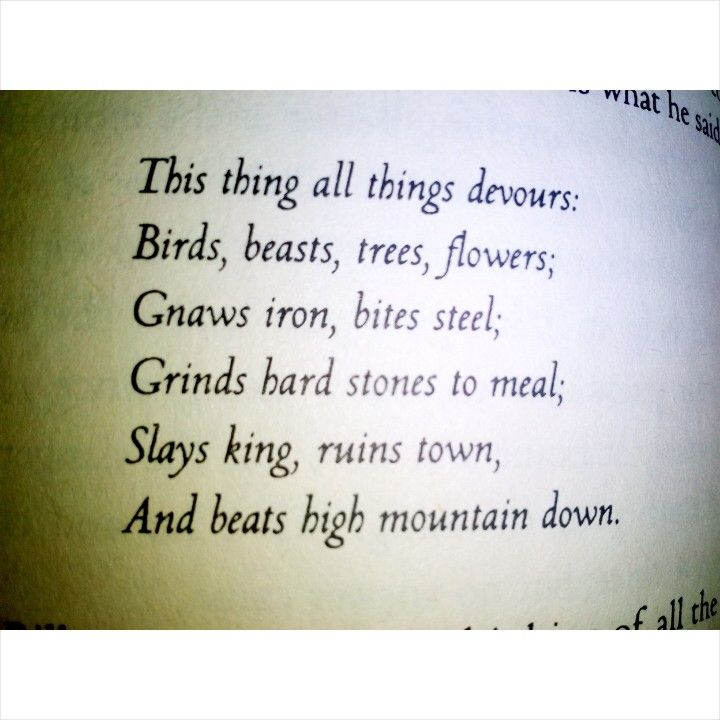 what he said
This thing all things devours:
Birds, beasts, trees, flowers;
Gnaws iron, bites steel;
Grinds hard stones to meal;
Slays king, ruins town,
And beats high mountain down.
of all the